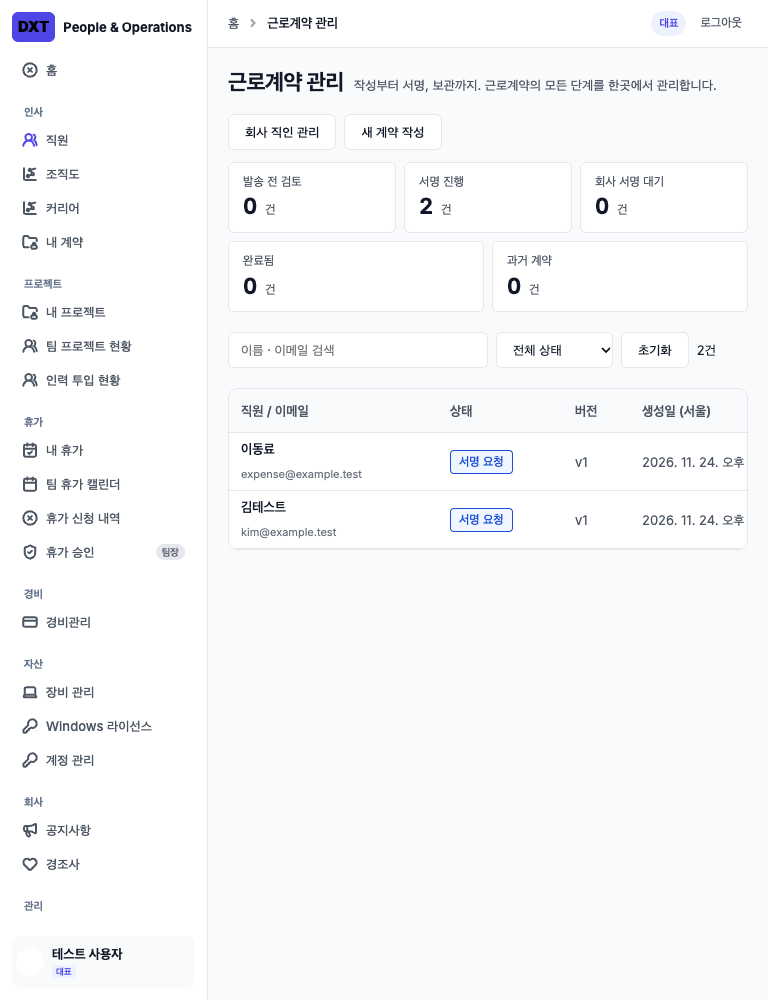 DXT People & Operations
홈
인사
직원
조직도
커리어
내 계약
프로젝트
내 프로젝트
팀 프로젝트 현황
인력 투입 현황
휴가
내 휴가
팀 휴가 캘린더
휴가 신청 내역
휴가 승인 팀장
경비
경비관리
자산
장비 관리
Windows 라이선스
계정 관리
회사
공지사항
경조사
관리
테스트 사용자
대표
홈 > 근로계약 관리
대표 로그아웃
근로계약 관리 작성부터 서명, 보관까지. 근로계약의 모든 단계를 한곳에서 관리합니다.
회사 직인 관리 새 계약 작성
발송 전 검토
0 건
서명 진행
2 건
회사 서명 대기
0 건
완료됨
0 건
과거 계약
0 건
이름 · 이메일 검색 전체 상태 초기화 2건
직원 / 이메일 상태 버전 생성일 (서울)
이동료
expense@example.test
서명 요청 v1 2026. 11. 24. 오후
김테스트
kim@example.test
서명 요청 v1 2026. 11. 24. 오후